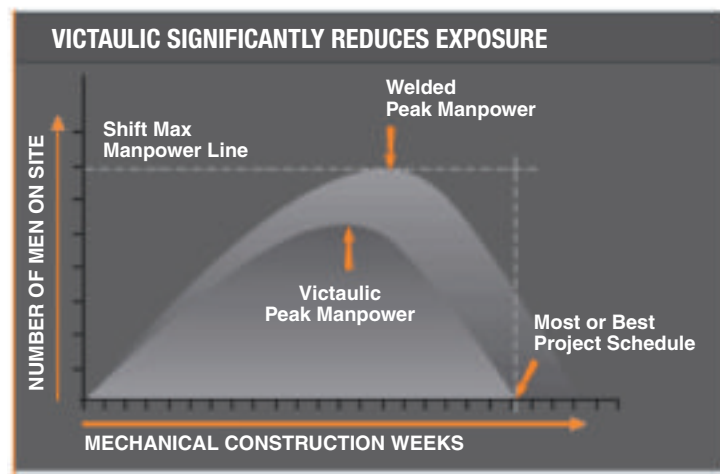 VICTAULIC SIGNIFICANTLY REDUCES EXPOSURE
Welded
Peak Manpower
Shift Max
Manpower Line
NUMBER OF MEN ON SITE
Victaulic
Peak Manpower
Most or Best
Project Schedule
MECHANICAL CONSTRUCTION WEEKS